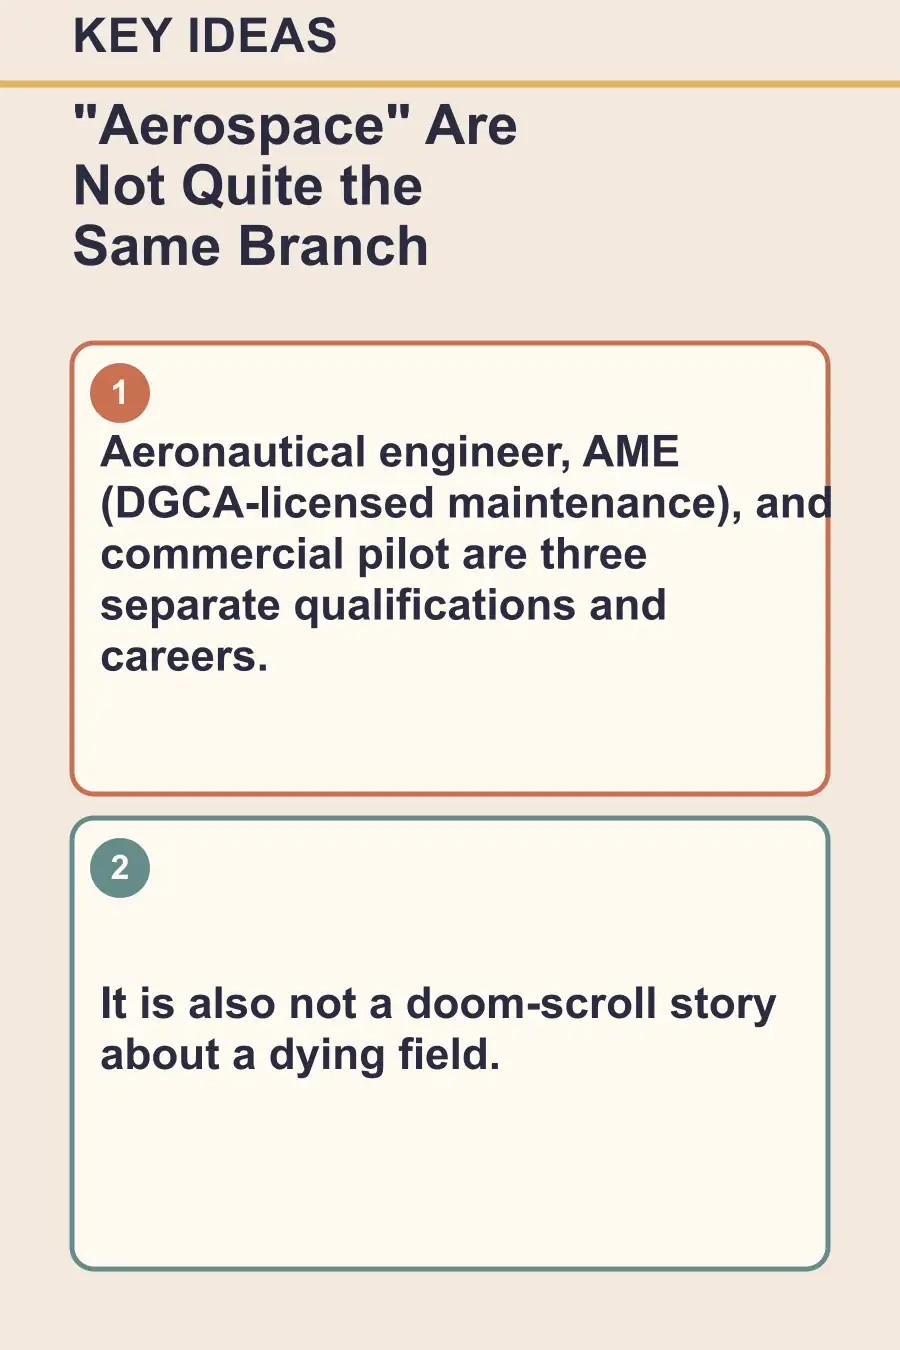 KEY IDEAS
"Aerospace" Are
Not Quite the
Same Branch
1
Aeronautical engineer, AME
(DGCA-licensed maintenance), and
commercial pilot are three
separate qualifications and
careers.
2
It is also not a doom-scroll story
about a dying field.